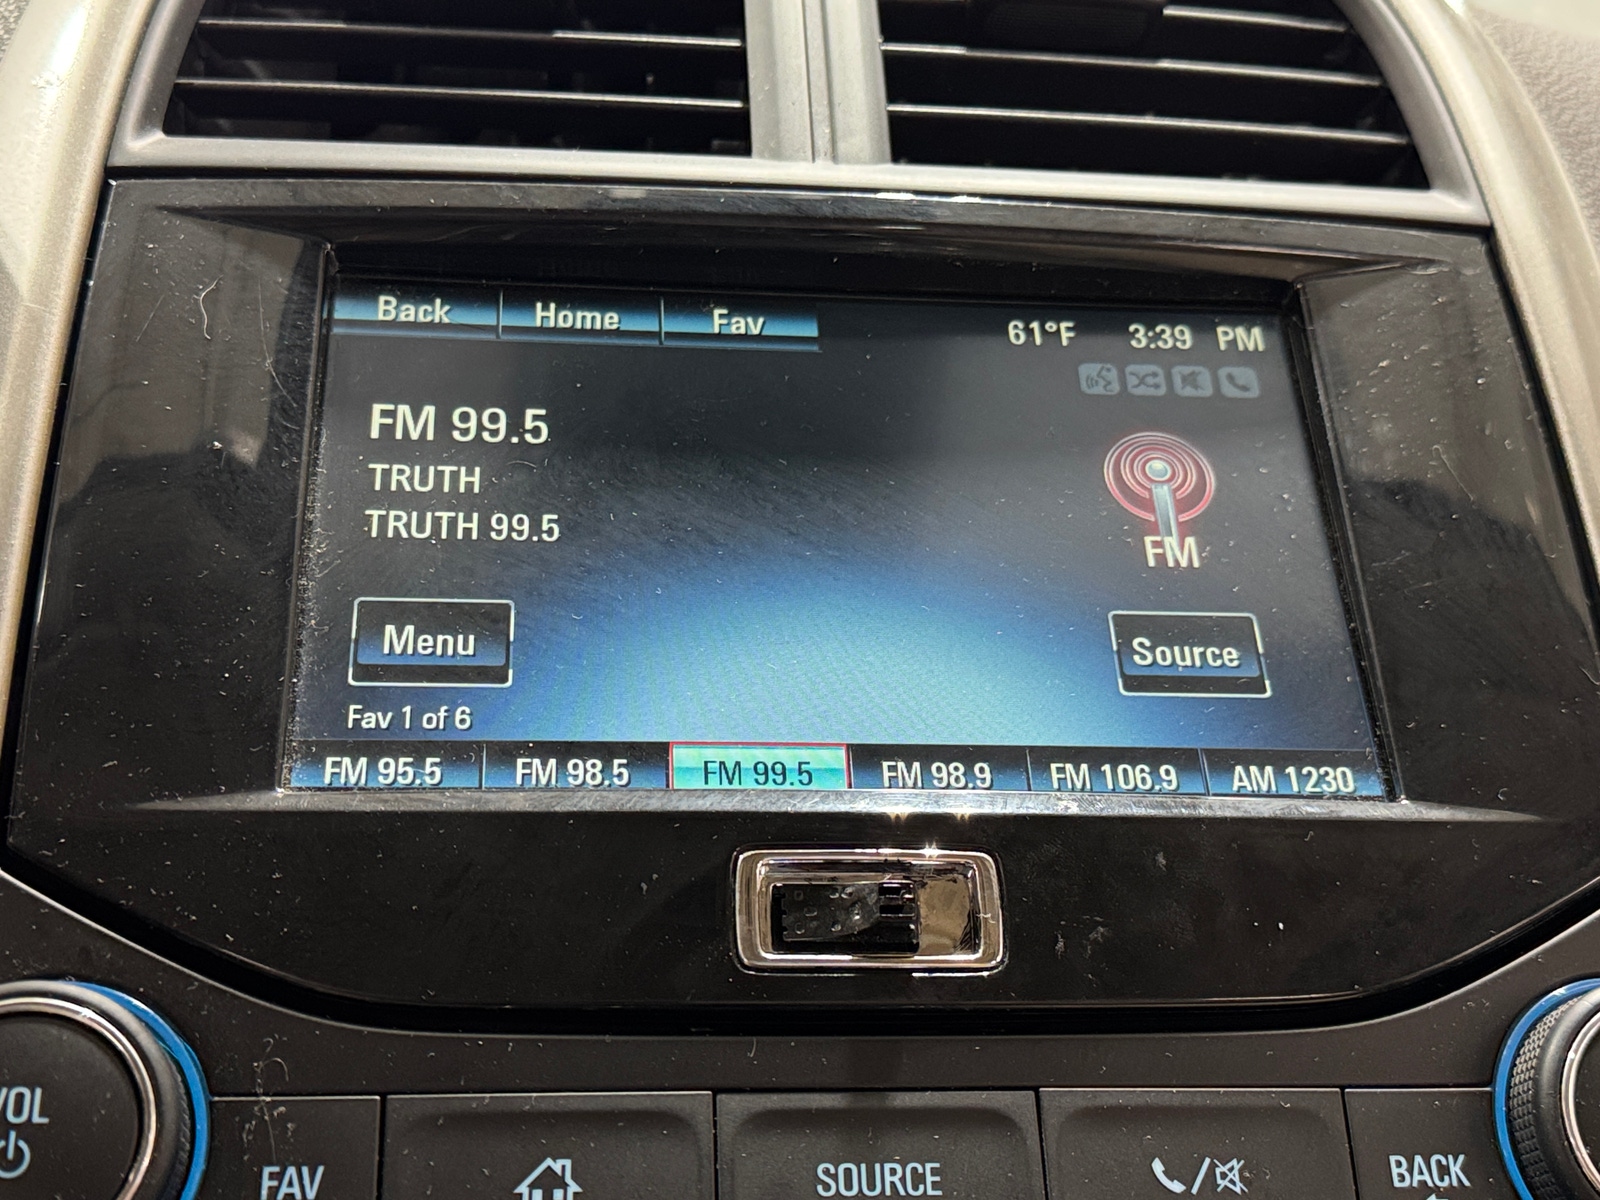 Back Home Fav 61°F 3:39 PM
FM 99.5
TRUTH
TRUTH 99.5
FM
Menu Source
Fav 1 of 6
FM 95.5 FM 98.5 FM 99.5 FM 98.9 FM 106.9 AM 1230
VOL
FAV SOURCE BACK